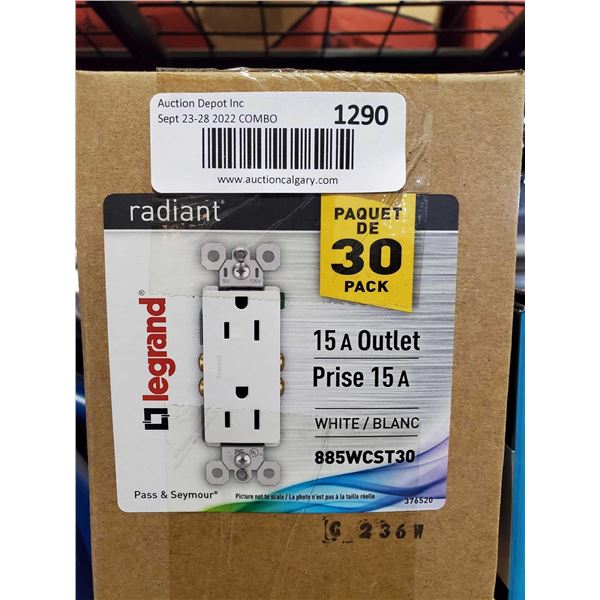 Auction Depot Inc
Sept 23-28 2022 COMBO
1290
www.auctioncalgary.com
radiant®
PAQUET
DE
30
PACK
legrand®
legrand
15 A Outlet
Prise 15 A
WHITE / BLANC
885WCST30
Pass & Seymour®
Picture not to scale / La photo n'est pas à la taille réelle
376520
G 236W